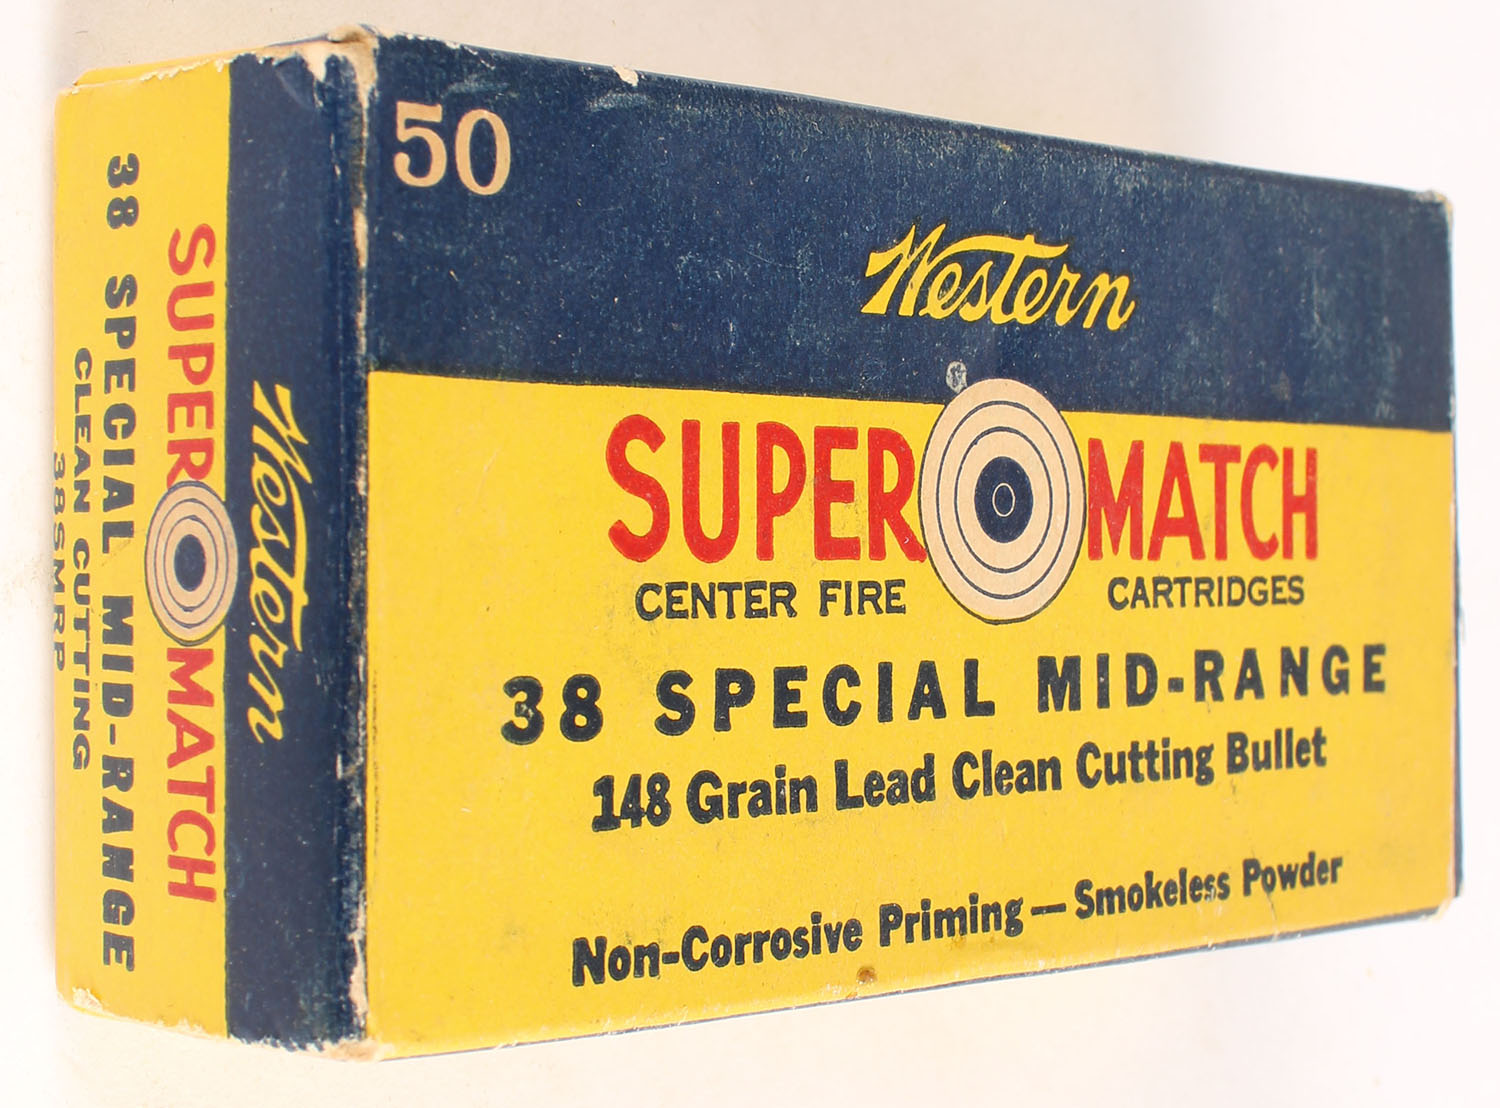 50
Western
SUPER MATCH
CENTER FIRE CARTRIDGES
38 SPECIAL MID-RANGE
148 Grain Lead Clean Cutting Bullet
Non-Corrosive Priming — Smokeless Powder
Western
SUPER MATCH
38 SPECIAL MID-RANGE
CLEAN CUTTING
38SMRP